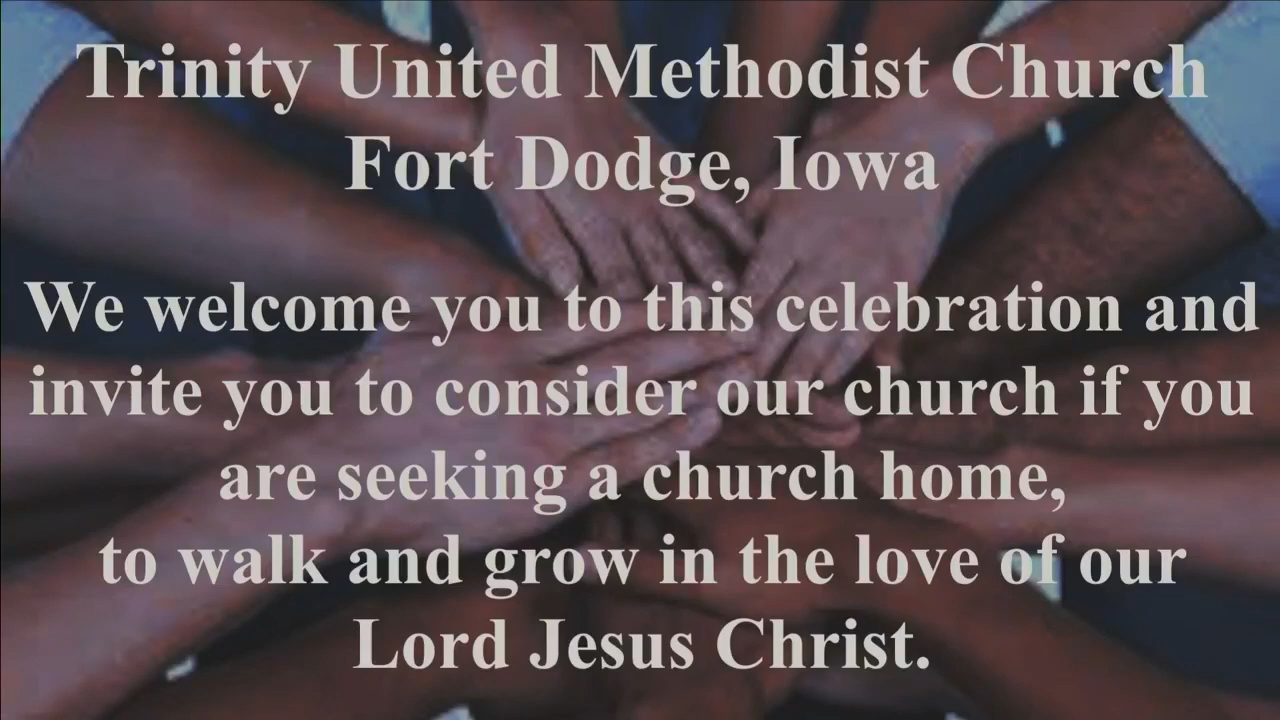 Trinity United Methodist Church
Fort Dodge, Iowa
We welcome you to this celebration and
invite you to consider our church if you
are seeking a church home,
to walk and grow in the love of our
Lord Jesus Christ.